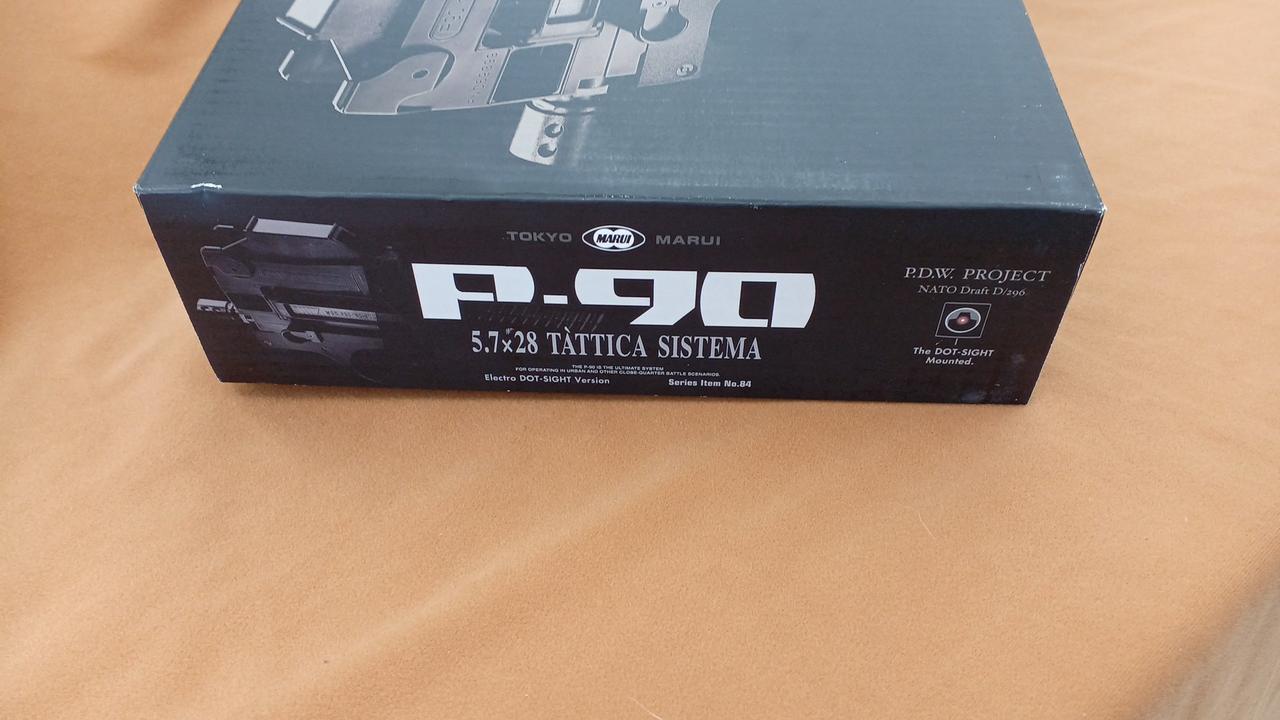 TOKYO MARUI MARUI
P-90
5.7x28 TÀTTICA SISTEMA
THE P-90 IS THE ULTIMATE SYSTEM
FOR OPERATING IN URBAN AND OTHER CLOSE-QUARTER BATTLE SCENARIOS.
Electro DOT-SIGHT Version
Series Item No.84
P.D.W. PROJECT
NATO Draft D/296
The DOT-SIGHT
Mounted.